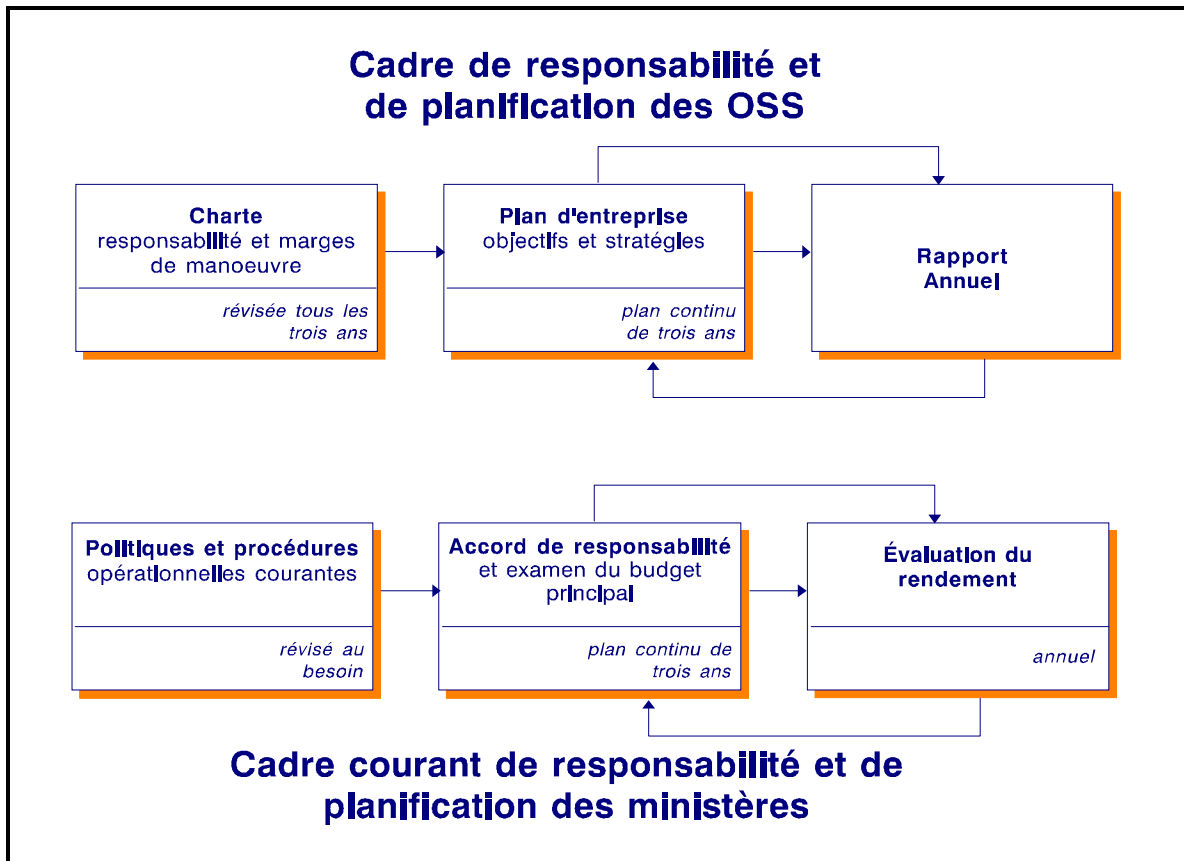 Cadre de responsabilité et
de planification des OSS
Charte
responsabilité et marges
de manoeuvre
révisée tous les
trois ans
Plan d'entreprise
objectifs et stratégies
plan continu
de trois ans
Rapport
Annuel
Politiques et procédures
opérationnelles courantes
révisé au
besoin
Accord de responsabilité
et examen du budget
principal
plan continu de
trois ans
Évaluation du
rendement
annuel
Cadre courant de responsabilité et de
planification des ministères